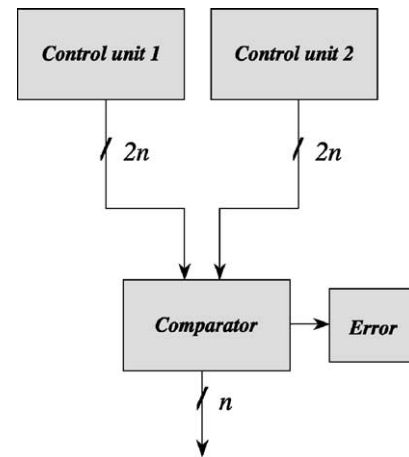 Control unit 1
Control unit 2
2n
2n
Comparator
Error
n